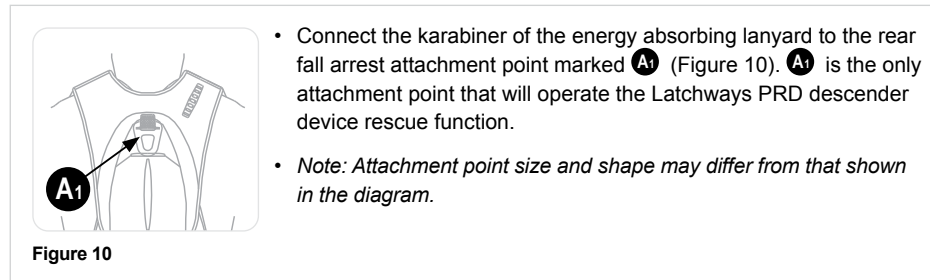 • Connect the karabiner of the energy absorbing lanyard to the rear
fall arrest attachment point marked A1 (Figure 10). A1 is the only
attachment point that will operate the Latchways PRD descender
device rescue function.
• Note: Attachment point size and shape may differ from that shown
in the diagram.
A1
Figure 10